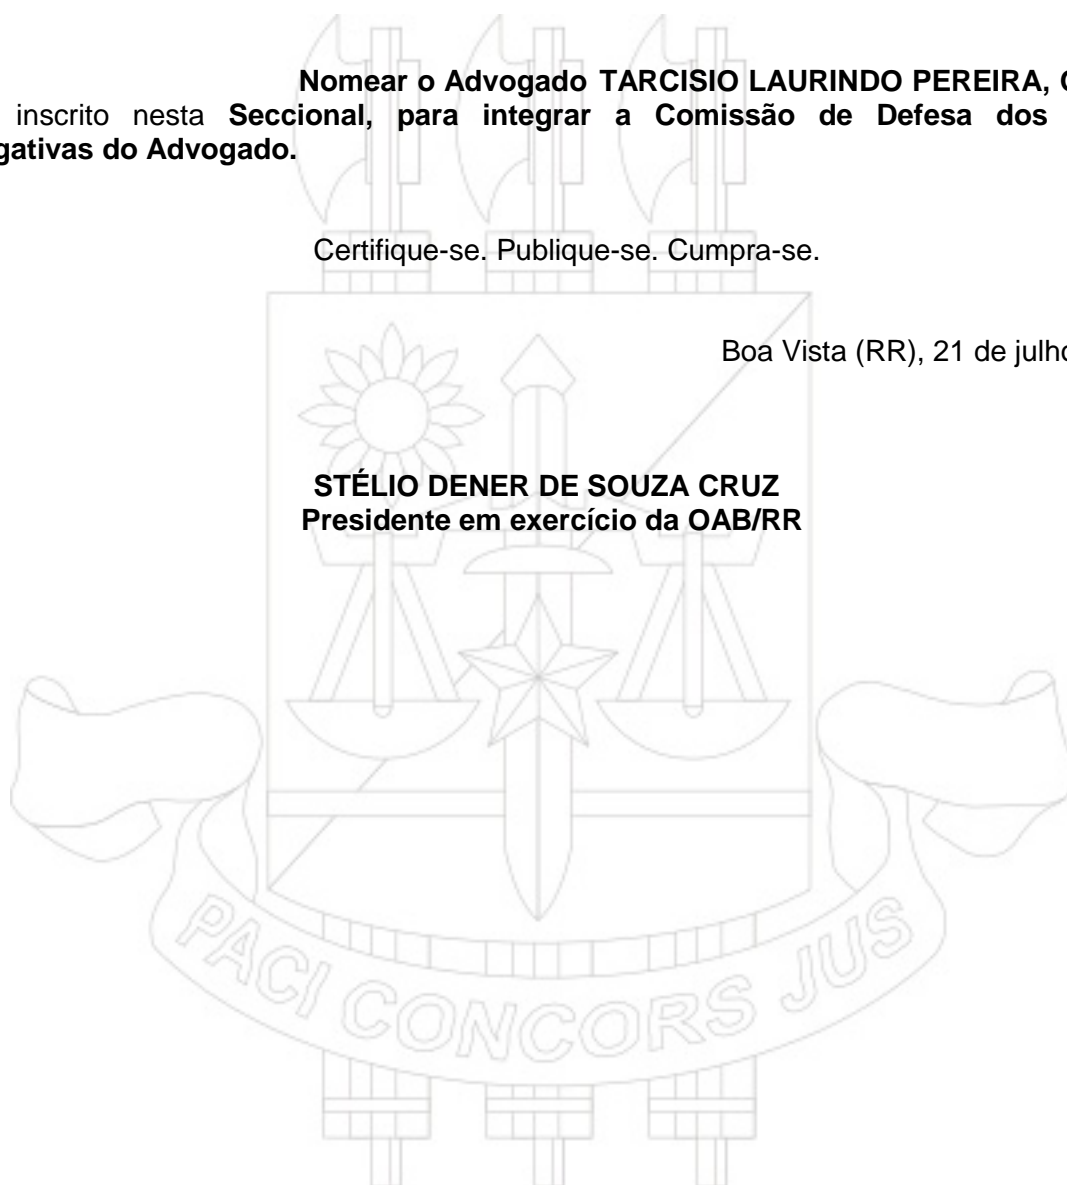 Nomear o Advogado TARCISIO LAURINDO PEREIRA,
inscrito nesta Seccional, para integrar a Comissão de Defesa dos
gativas do Advogado.
Certifique-se. Publique-se. Cumpra-se.
Boa Vista (RR), 21 de julho
STÉLIO DENER DE SOUZA CRUZ
Presidente em exercício da OAB/RR
PACI CONCORS JUS